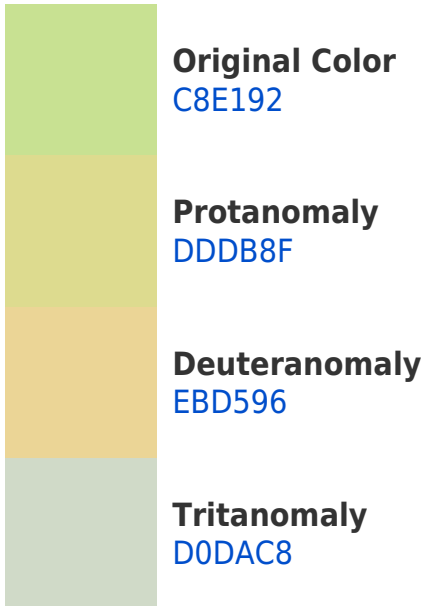 Original Color
C8E192
Protanomaly
DDDB8F
Deuteranomaly
EBD596
Tritanomaly
D0DAC8